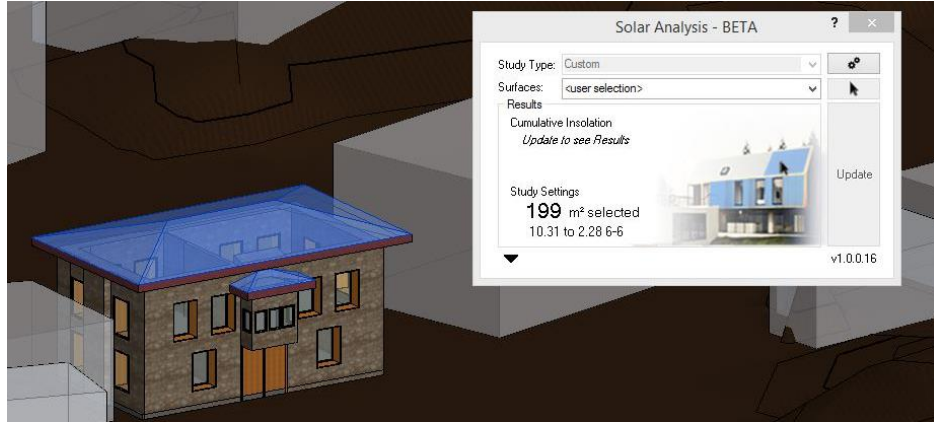 Solar Analysis - BETA
?
×
Study Type: Custom
Surfaces: <user selection>
Results
Cumulative Insolation
Update to see Results
Update
Study Settings
199 m² selected
10.31 to 2.28 6-6
v1.0.0.16